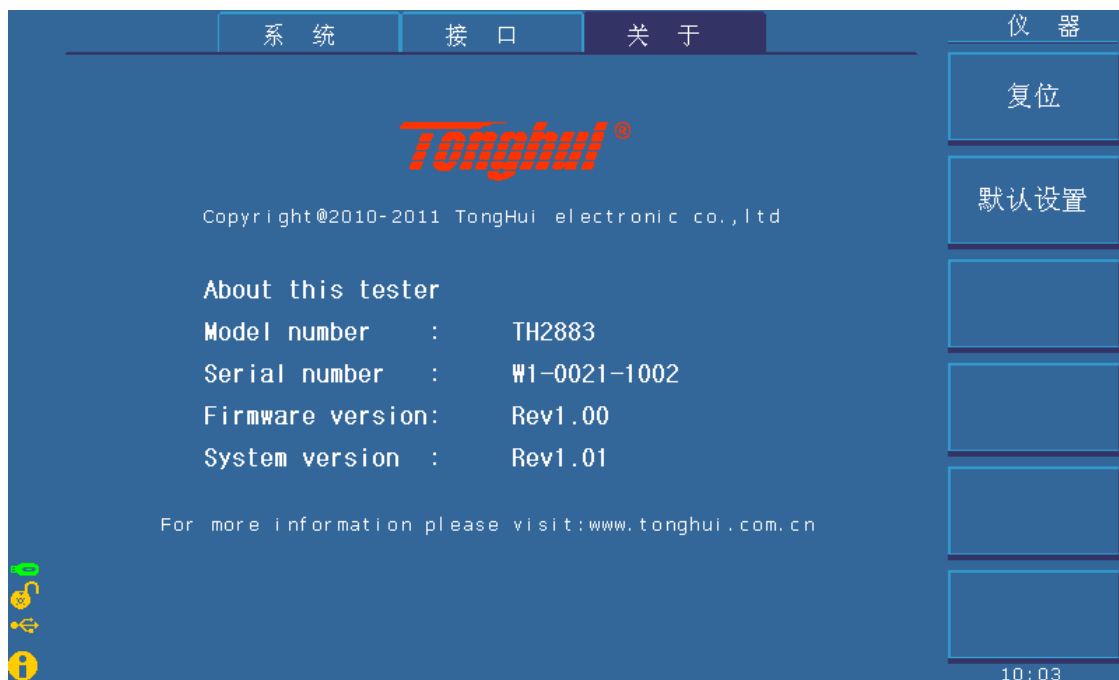 系 统 接 口 关 于 仪 器
复位
Tonghui®
默认设置
Copyright@2010-2011 TongHui electronic co.,ltd
About this tester
Model number : TH2883
Serial number : W1-0021-1002
Firmware version: Rev1.00
System version : Rev1.01
For more information please visit:www.tonghui.com.cn
10:03